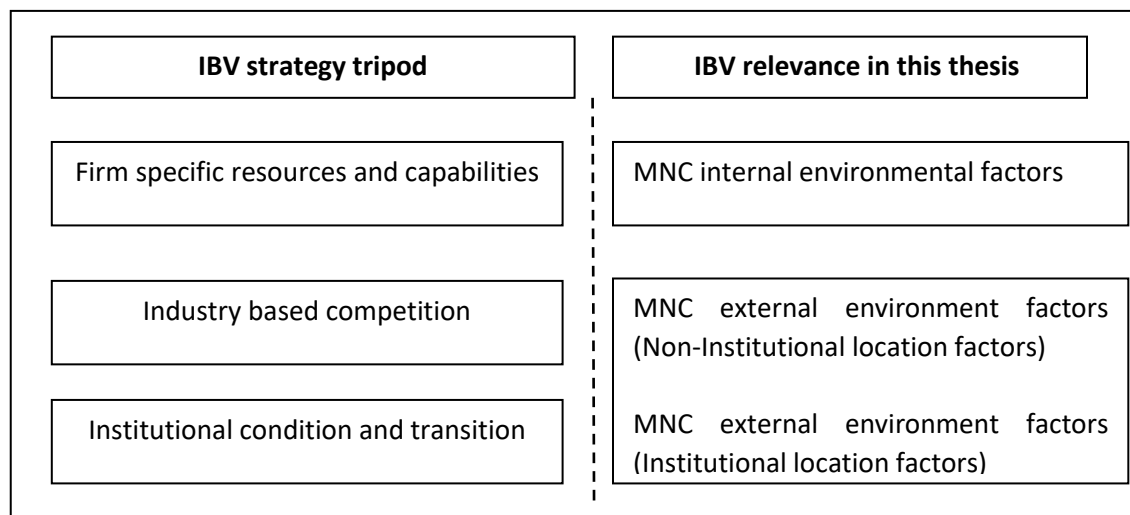 IBV strategy tripod
IBV relevance in this thesis
Firm specific resources and capabilities
MNC internal environmental factors
Industry based competition
MNC external environment factors
(Non-Institutional location factors)
Institutional condition and transition
MNC external environment factors
(Institutional location factors)